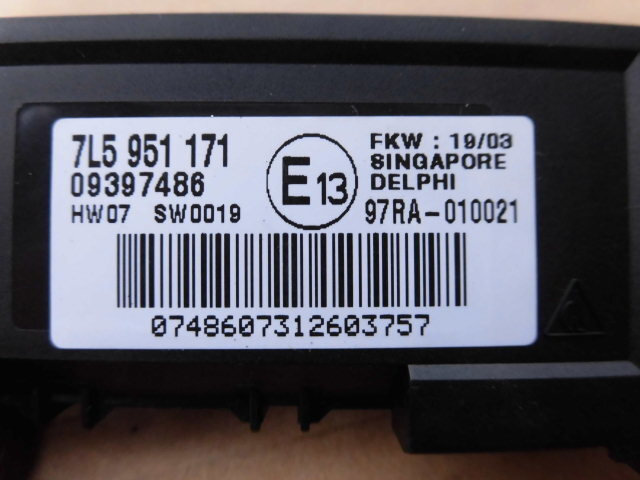 7L5 951 171
09397486
HW07 SW0019
E13
FKW : 19/03
SINGAPORE
DELPHI
97RA-010021
0748607312603757